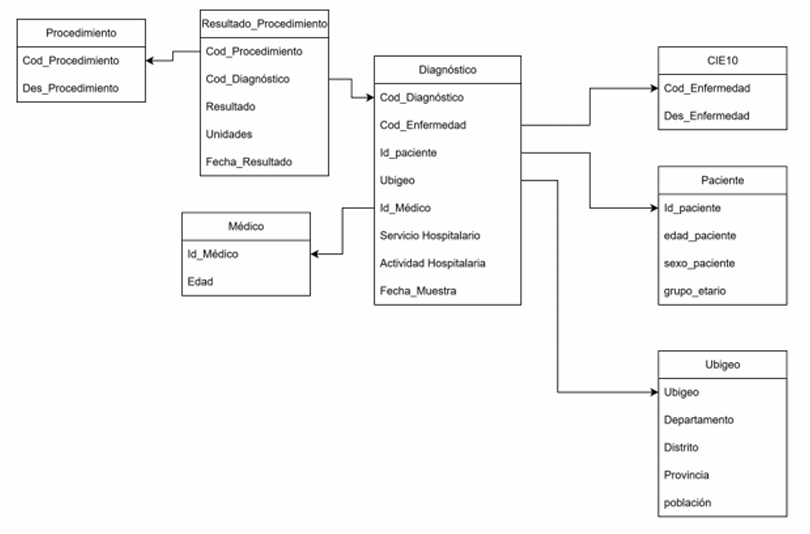 Procedimiento
Cod_Procedimiento
Des_Procedimiento
Resultado_Procedimiento
Cod_Procedimiento
Cod_Diagnóstico
Resultado
Unidades
Fecha_Resultado
Médico
Id_Médico
Edad
Diagnóstico
Cod_Diagnóstico
Cod_Enfermedad
Id_paciente
Ubigeo
Id_Médico
Servicio Hospitalario
Actividad Hospitalaria
Fecha_Muestra
CIE10
Cod_Enfermedad
Des_Enfermedad
Paciente
Id_paciente
edad_paciente
sexo_paciente
grupo_etario
Ubigeo
Ubigeo
Departamento
Distrito
Provincia
población